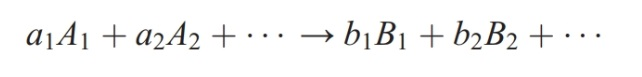 a₁A₁ + a₂A₂ + ··· → b₁B₁ + b₂B₂ + ···